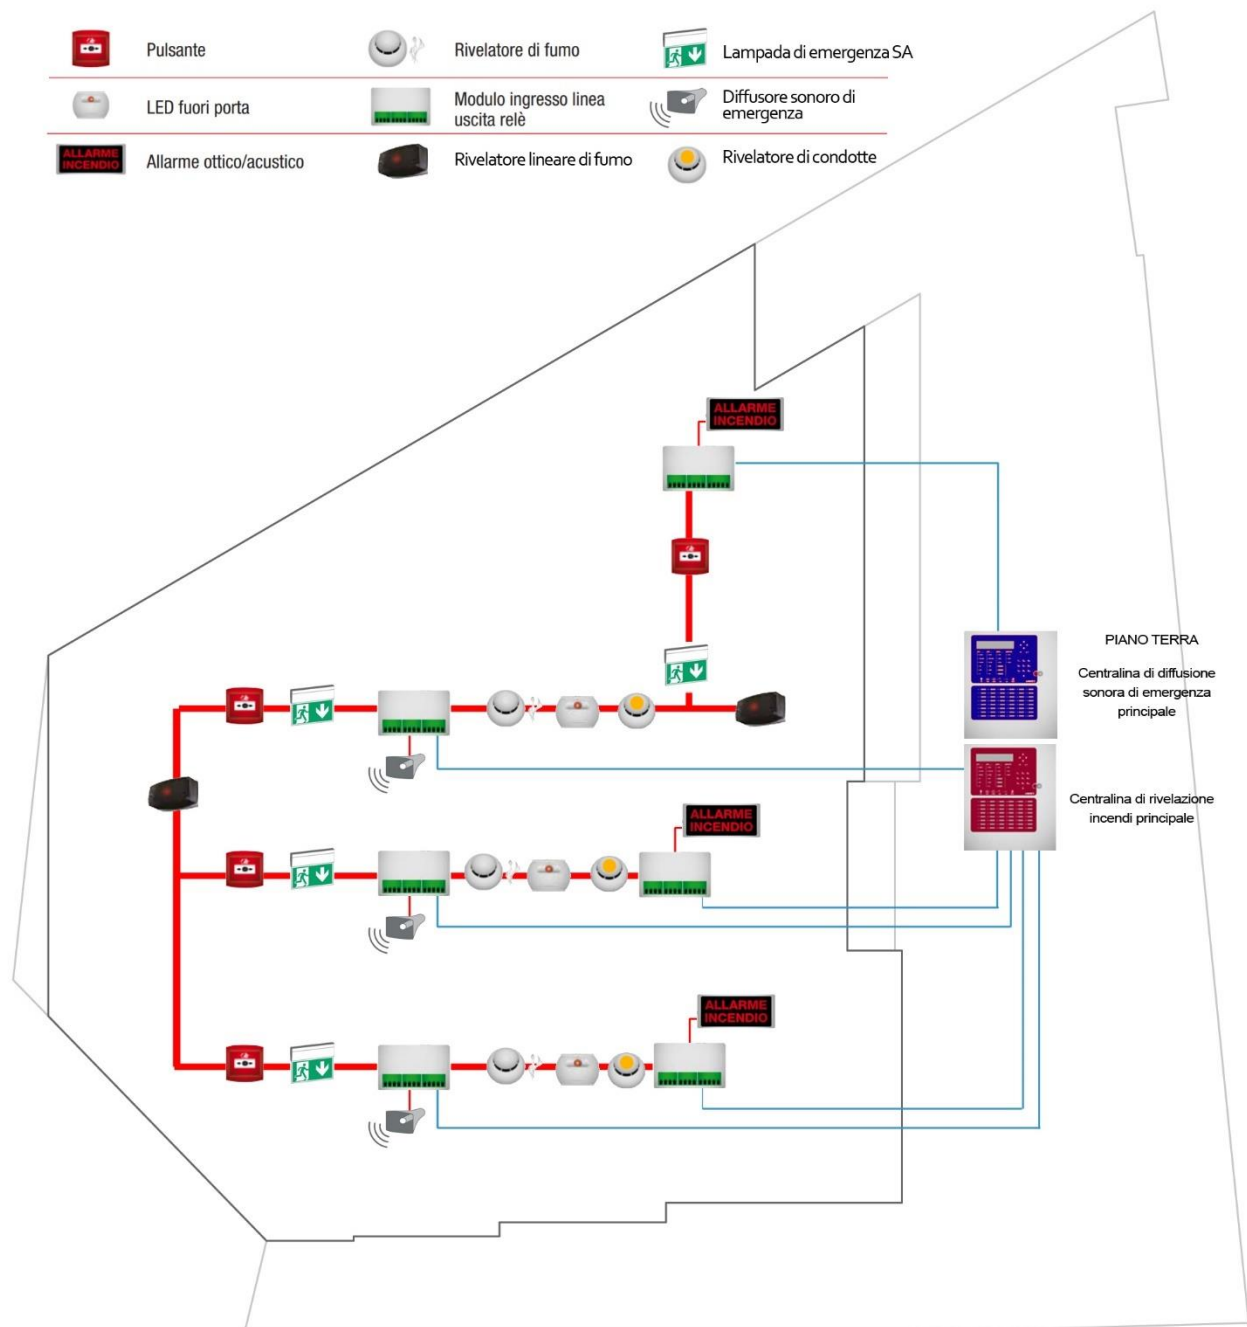 Pulsante
Rivelatore di fumo
Lampada di emergenza SA
LED fuori porta
Modulo ingresso linea
uscita relè
Diffusore sonoro di
emergenza
ALLARME
INCENDIO
Allarme ottico/acustico
Rivelatore lineare di fumo
Rivelatore di condotte
ALLARME
INCENDIO
PIANO TERRA
Centralina di diffusione
sonora di emergenza
principale
Centralina di rivelazione
incendi principale
ALLARME
INCENDIO
ALLARME
INCENDIO